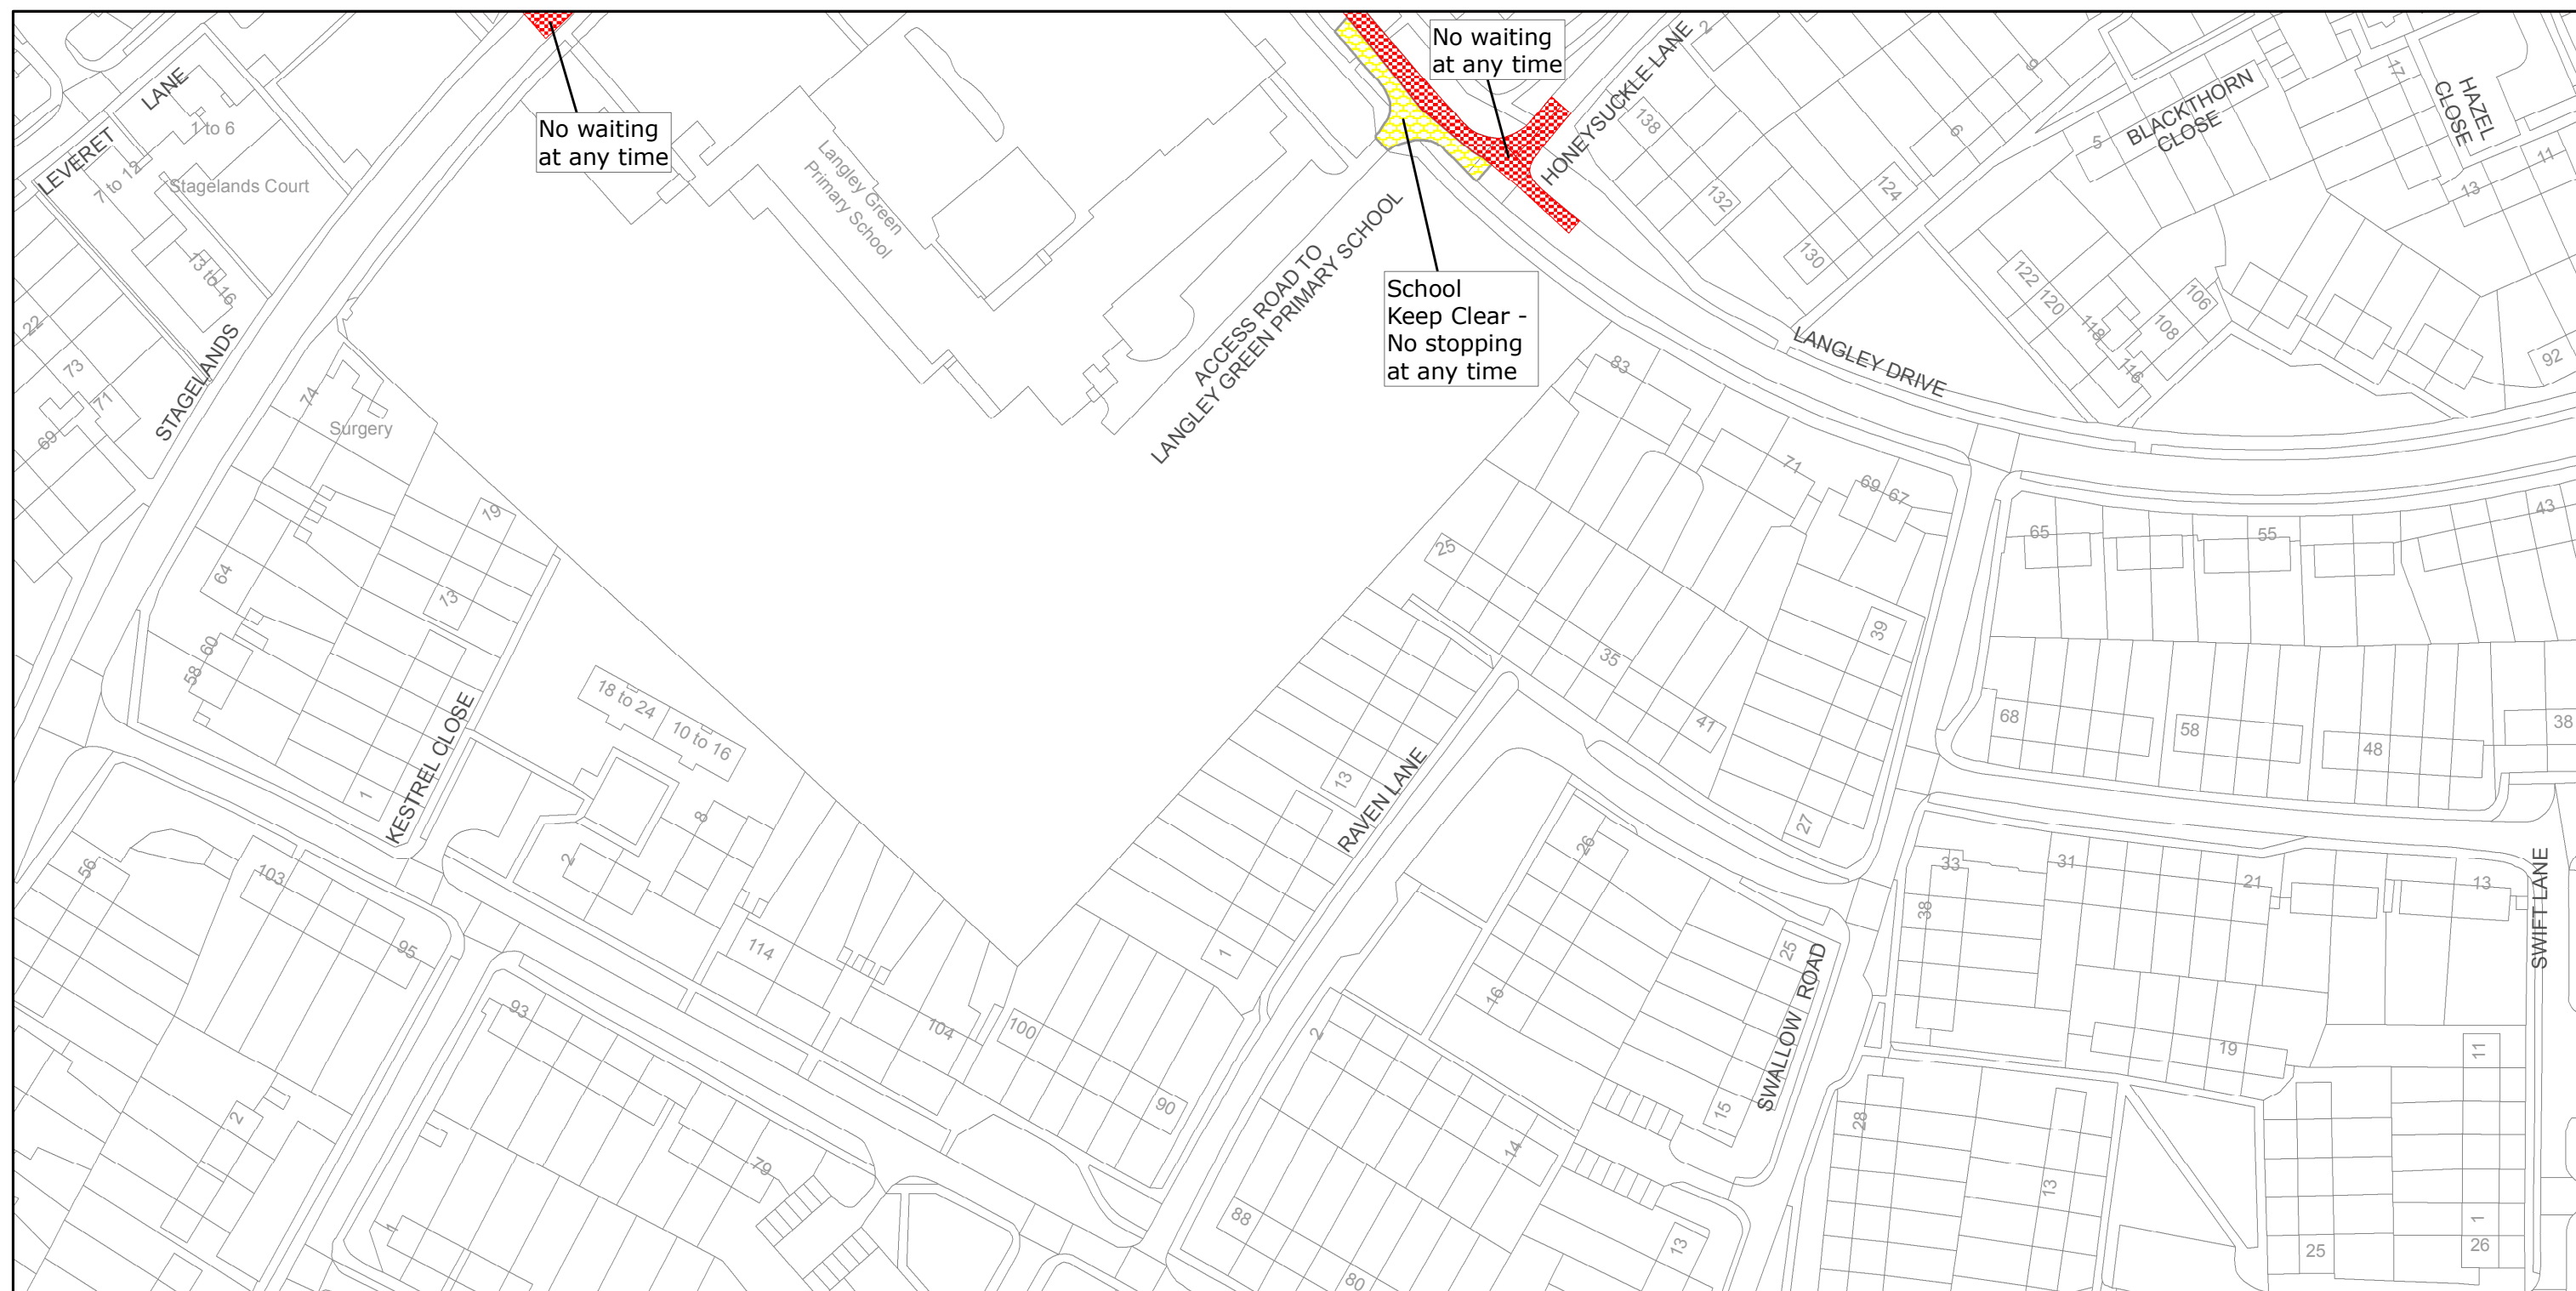 No waiting
at any time
No waiting
at any time
School
Keep Clear -
No stopping
at any time
LEVERET
LANE
1 to 6
7 to 12
Stagelands Court
13 to 16
STAGELANDS
22
73
71
69
74
Surgery
64
60
58
19
13
1
KESTREL CLOSE
18 to 24
10 to 16
8
2
Langley Green
Primary School
ACCESS ROAD TO
LANGLEY GREEN PRIMARY SCHOOL
HONEYSUCKLE LANE
2
9
6
138
132
130
124
5
BLACKTHORN
CLOSE
17
HAZEL
CLOSE
11
13
122
120
118
116
108
106
92
LANGLEY DRIVE
83
71
69
67
65
55
43
25
35
41
39
27
68
58
48
38
13
1
RAVEN LANE
26
16
25
15
SWALLOW ROAD
33
31
21
13
38
19
11
SWIFT LANE
56
103
95
93
114
104
100
90
2
14
88
80
13
2
1
79
28
13
25
1
26